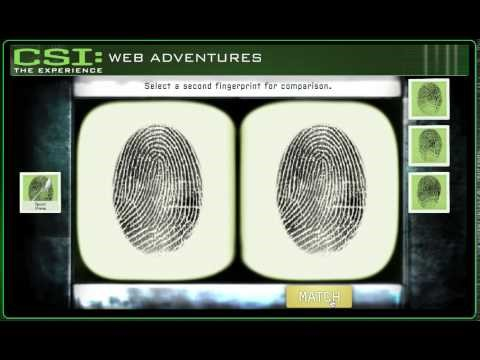 CSI:
THE EXPERIENCE
WEB ADVENTURES
Select a second fingerprint for comparison.
MATCH